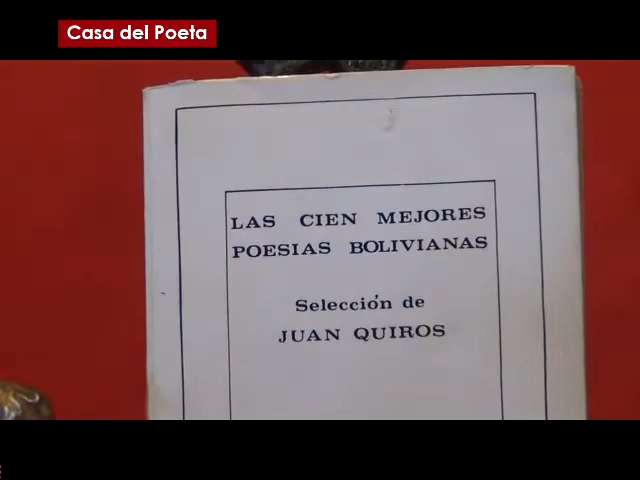 Casa del Poeta
LAS CIEN MEJORES
POESIAS BOLIVIANAS
Selección de
JUAN QUIROS